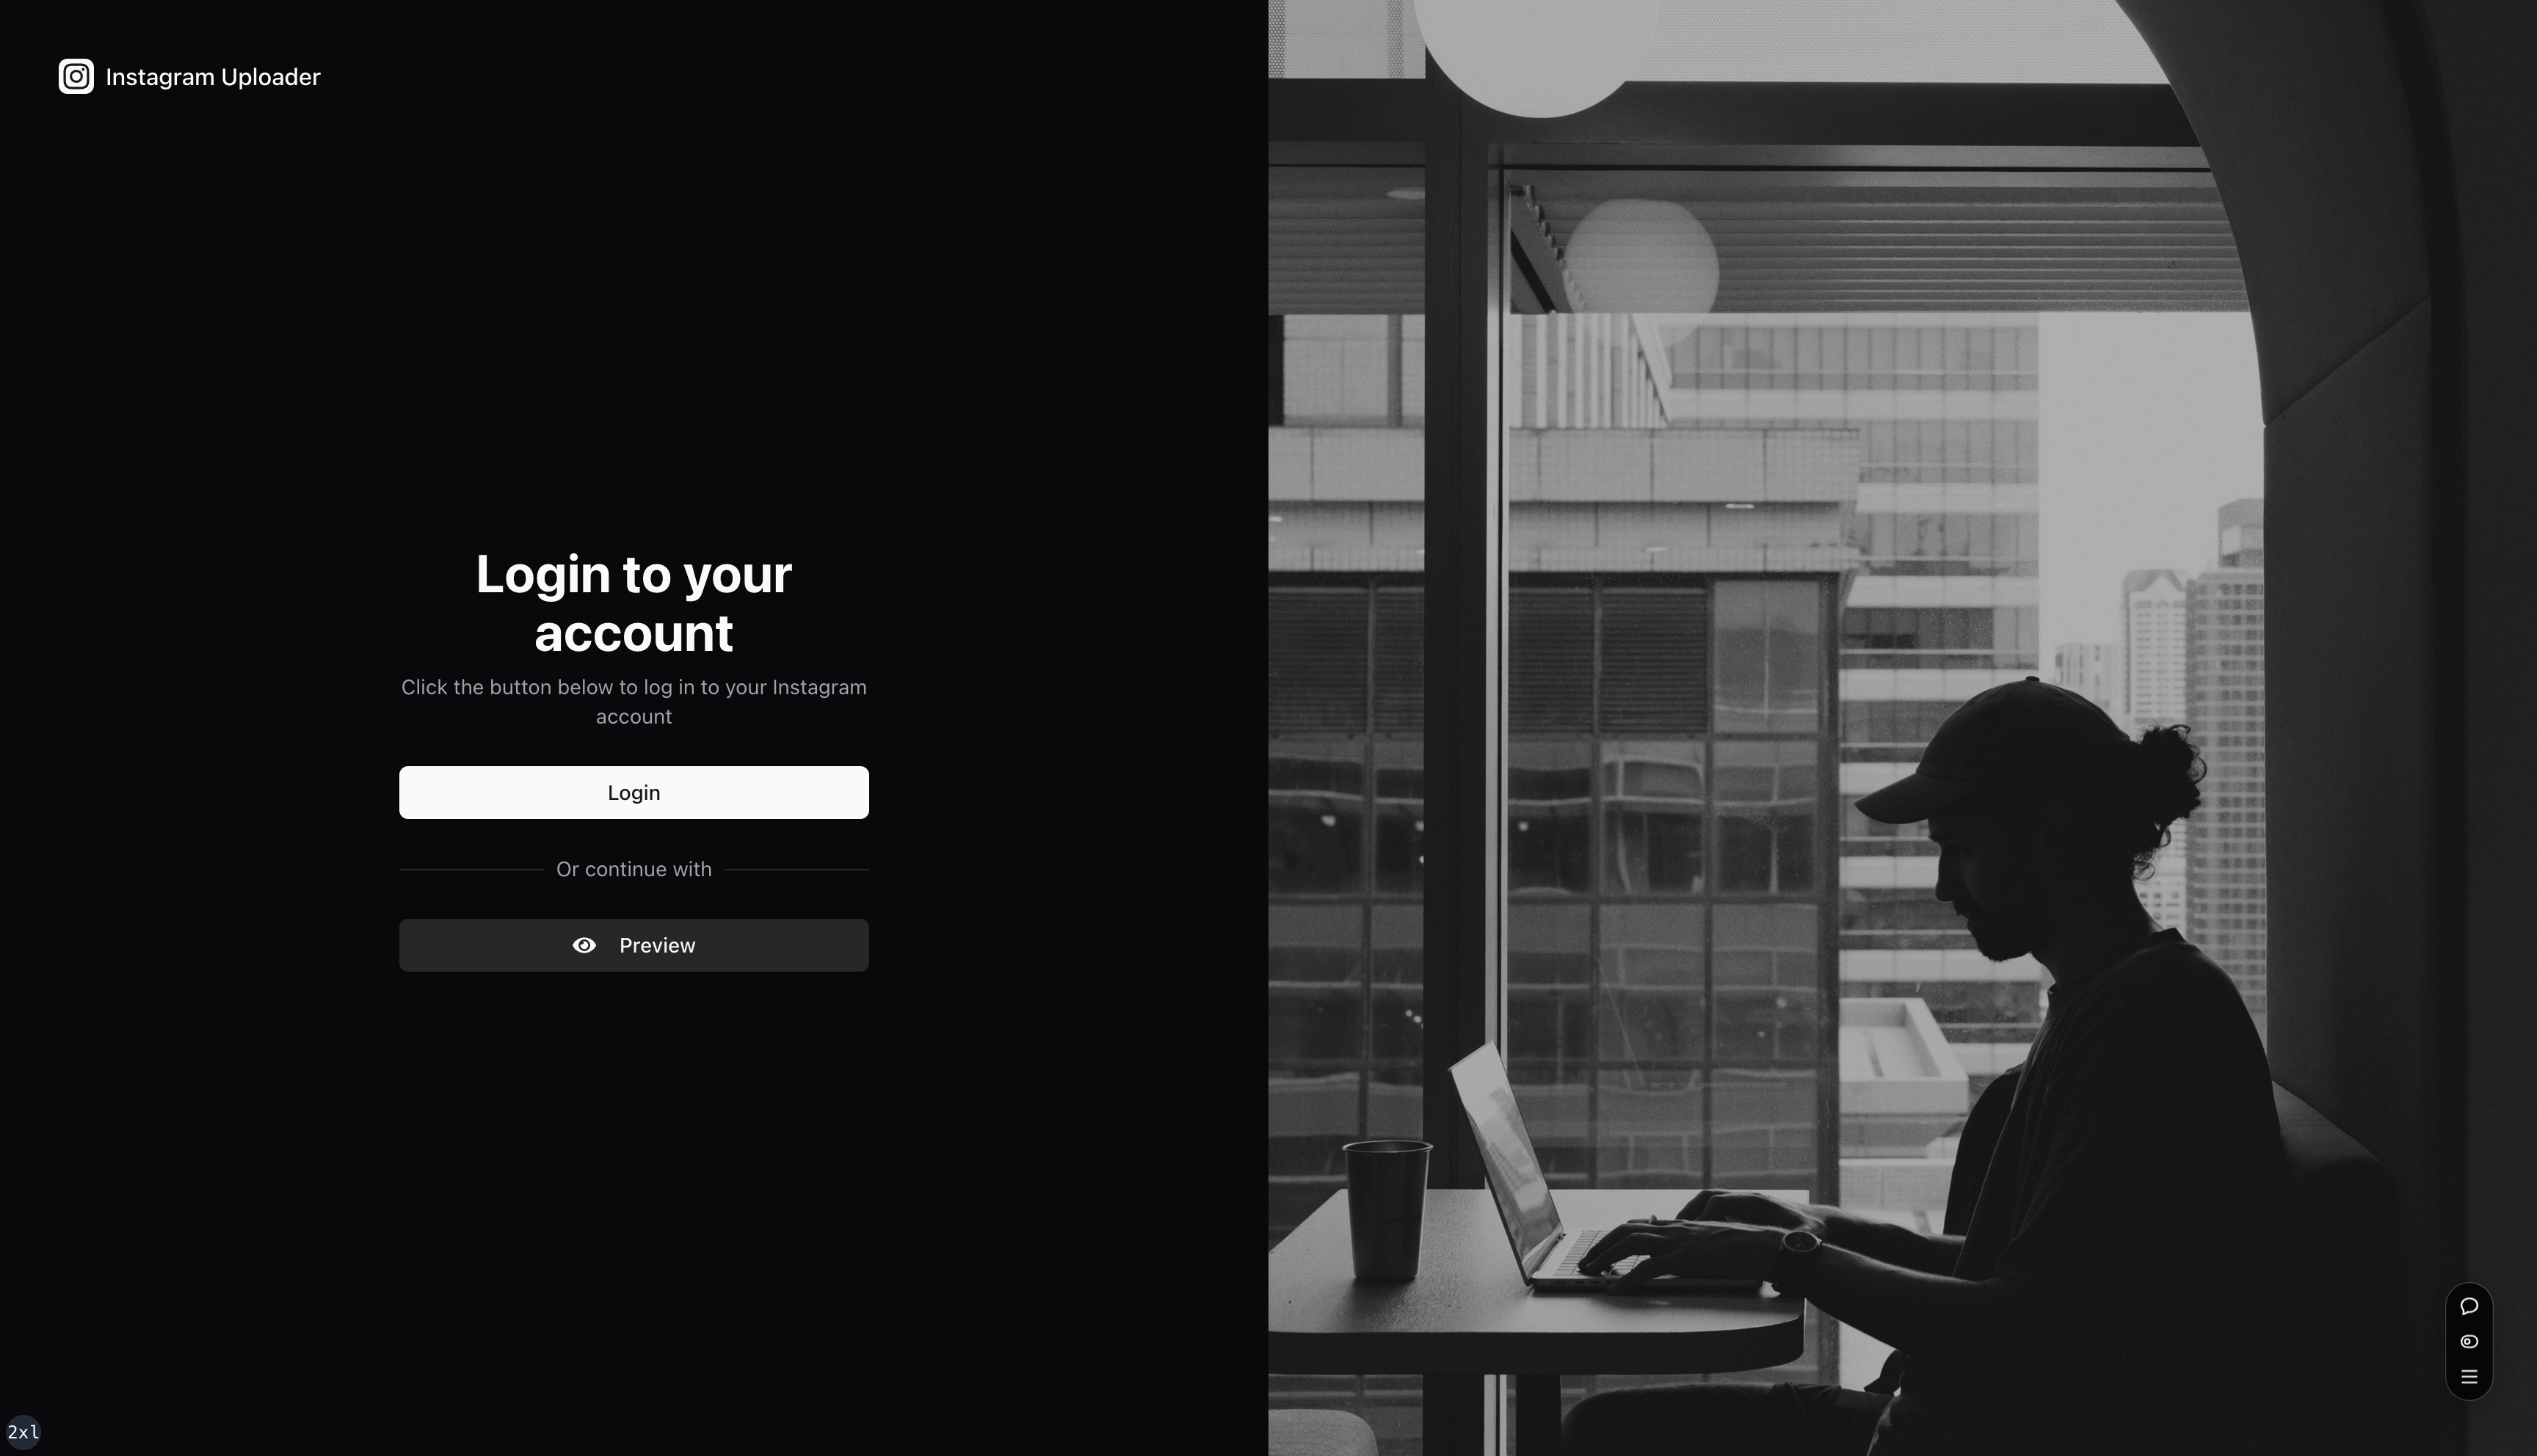 Instagram Uploader
Login to your
account
Click the button below to log in to your Instagram
account
Login
Or continue with
Preview
2xl